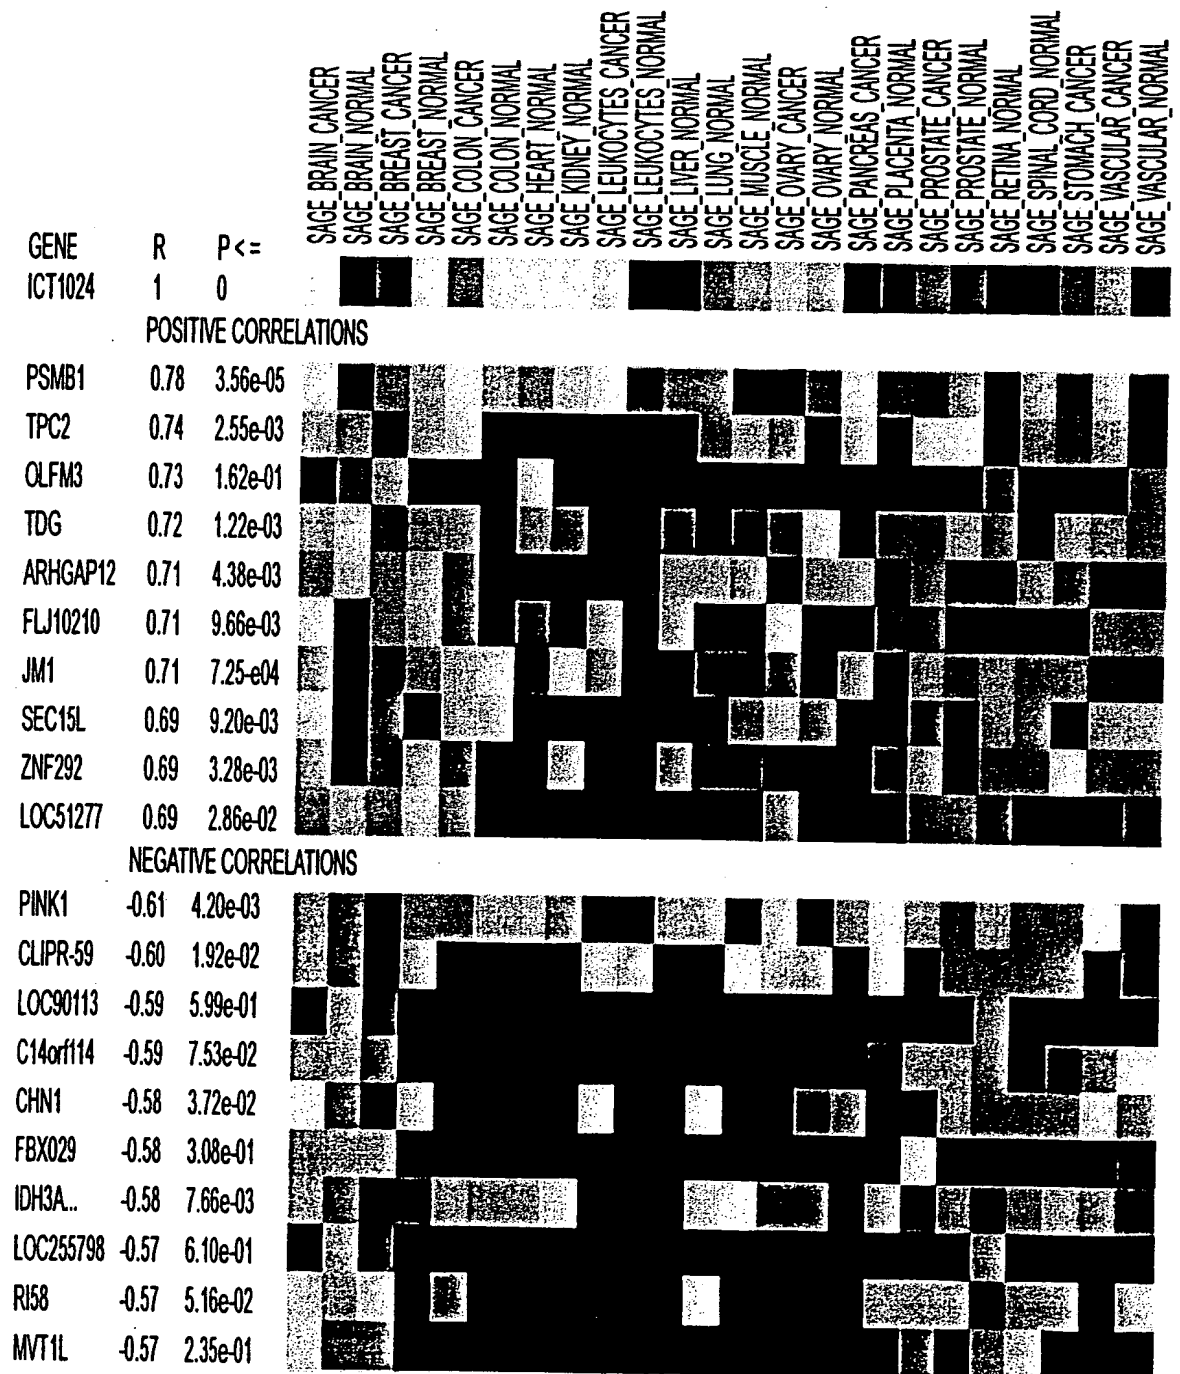 SAGE_BRAIN_CANCER
SAGE_BRAIN_NORMAL
SAGE_BREAST_CANCER
SAGE_BREAST_NORMAL
SAGE_COLON_CANCER
SAGE_COLON_NORMAL
SAGE_HEART_NORMAL
SAGE_KIDNEY_NORMAL
SAGE_LEUKOCYTES_CANCER
SAGE_LEUKOCYTES_NORMAL
SAGE_LIVER_NORMAL
SAGE_LUNG_NORMAL
SAGE_MUSCLE_NORMAL
SAGE_OVARY_CANCER
SAGE_OVARY_NORMAL
SAGE_PANCREAS_CANCER
SAGE_PLACENTA_NORMAL
SAGE_PROSTATE_CANCER
SAGE_PROSTATE_NORMAL
SAGE_RETINA_NORMAL
SAGE_SPINAL_CORD_NORMAL
SAGE_STOMACH_CANCER
SAGE_VASCULAR_CANCER
SAGE_VASCULAR_NORMAL
GENE R P<=
ICT1024 1 0
POSITIVE CORRELATIONS
PSMB1 0.78 3.56e-05
TPC2 0.74 2.55e-03
OLFM3 0.73 1.62e-01
TDG 0.72 1.22e-03
ARHGAP12 0.71 4.38e-03
FLJ10210 0.71 9.66e-03
JM1 0.71 7.25-e04
SEC15L 0.69 9.20e-03
ZNF292 0.69 3.28e-03
LOC51277 0.69 2.86e-02
NEGATIVE CORRELATIONS
PINK1 -0.61 4.20e-03
CLIPR-59 -0.60 1.92e-02
LOC90113 -0.59 5.99e-01
C14orf114 -0.59 7.53e-02
CHN1 -0.58 3.72e-02
FBX029 -0.58 3.08e-01
IDH3A... -0.58 7.66e-03
LOC255798 -0.57 6.10e-01
RI58 -0.57 5.16e-02
MVT1L -0.57 2.35e-01